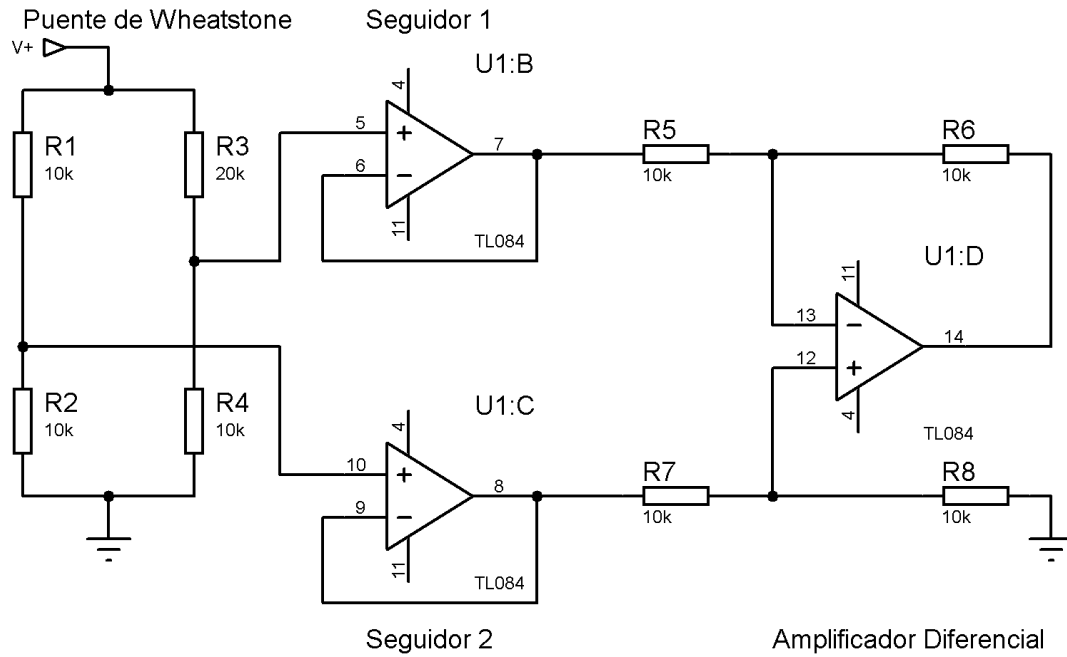 Puente de Wheatstone
Seguidor 1
V+
U1:B
4
5
6
7
11
TL084
R1
10k
R3
20k
R5
10k
R6
10k
U1:D
11
13
12
14
4
TL084
R2
10k
R4
10k
U1:C
4
10
9
8
11
TL084
R7
10k
R8
10k
Seguidor 2
Amplificador Diferencial